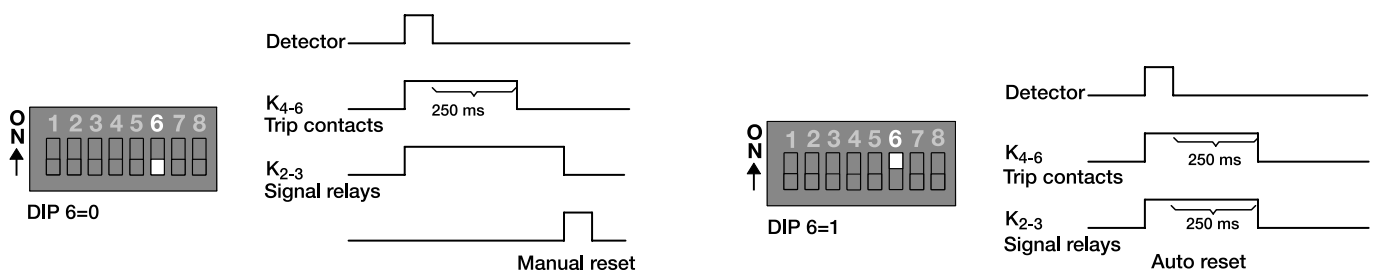 Detector
K4-6
250 ms
Trip contacts
ON
1 2 3 4 5 6 7 8
K2-3
Signal relays
DIP 6=0
Manual reset
Detector
ON
1 2 3 4 5 6 7 8
K4-6
250 ms
Trip contacts
K2-3
250 ms
Signal relays
DIP 6=1
Auto reset